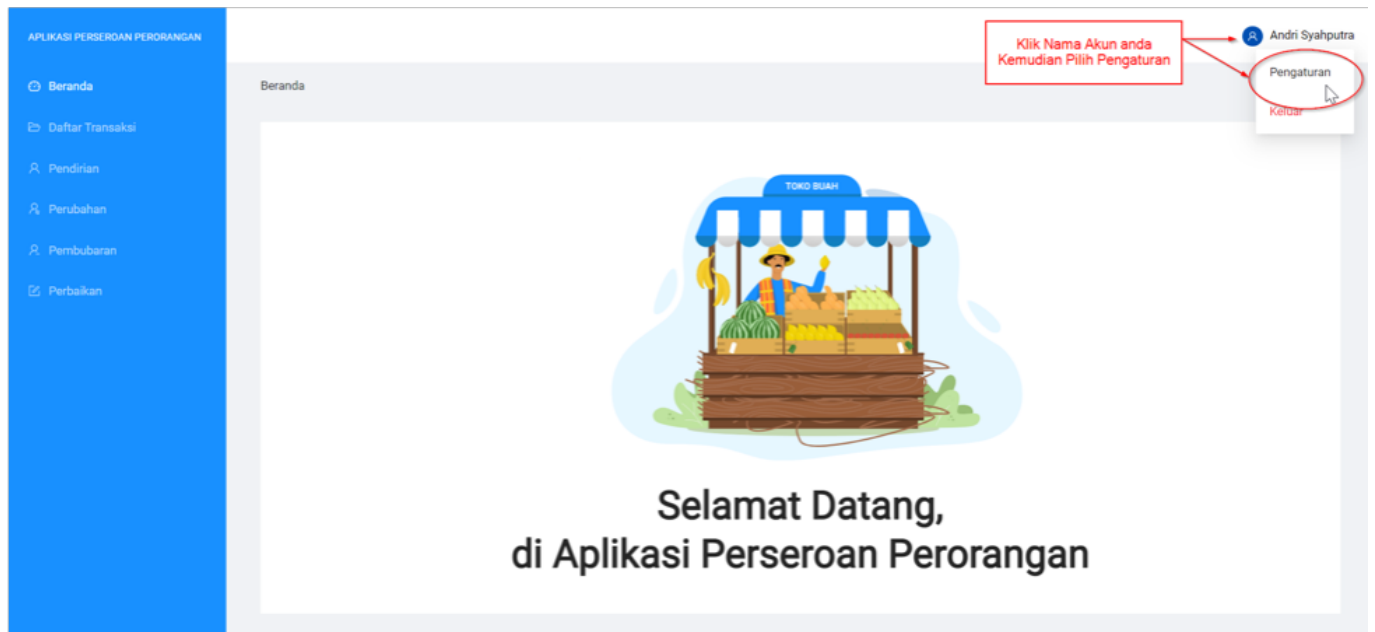 APLIKASI PERSEROAN PERORANGAN
Beranda
Daftar Transaksi
Pendirian
Perubahan
Pembubaran
Perbaikan
Klik Nama Akun anda
Kemudian Pilih Pengaturan
Andri Syahputra
Pengaturan
Keluar
Beranda
TOKO BUAH
Selamat Datang,
di Aplikasi Perseroan Perorangan